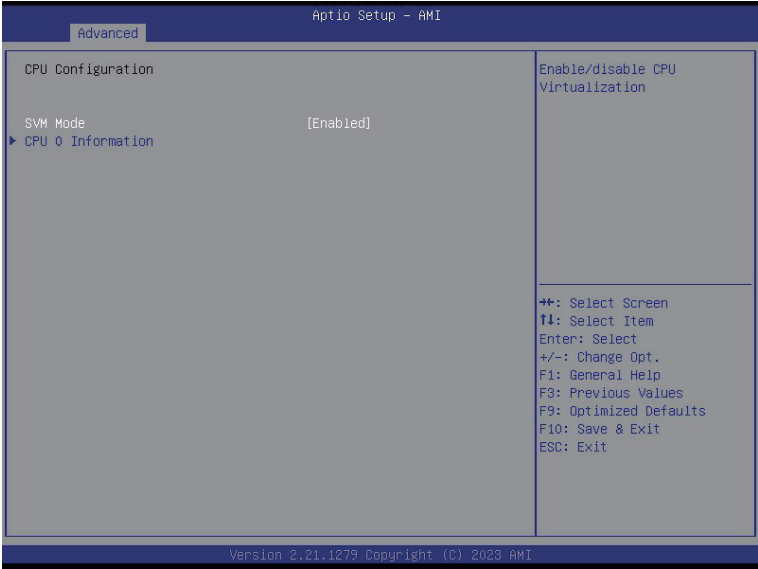 Aptio Setup – AMI
Advanced
CPU Configuration
SVM Mode [Enabled]
CPU 0 Information
Enable/disable CPU
Virtualization
→←: Select Screen
↑↓: Select Item
Enter: Select
+/-: Change Opt.
F1: General Help
F3: Previous Values
F9: Optimized Defaults
F10: Save & Exit
ESC: Exit
Version 2.21.1279 Copyright (C) 2023 AMI